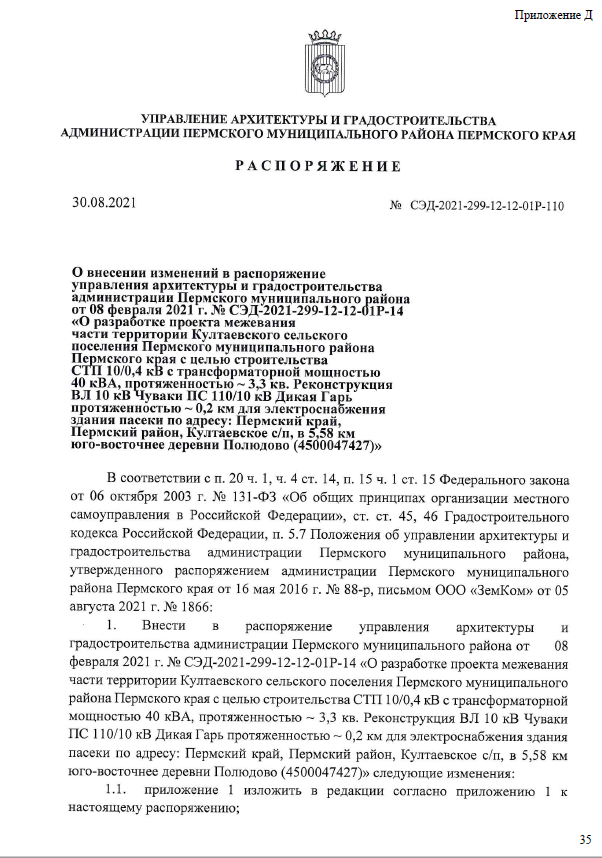 Приложение Д
УПРАВЛЕНИЕ АРХИТЕКТУРЫ И ГРАДОСТРОИТЕЛЬСТВА
АДМИНИСТРАЦИИ ПЕРМСКОГО МУНИЦИПАЛЬНОГО РАЙОНА ПЕРМСКОГО КРАЯ
Р А С П О Р Я Ж Е Н И Е
30.08.2021
№ СЭД-2021-299-12-12-01Р-110
О внесении изменений в распоряжение
управления архитектуры и градостроительства
администрации Пермского муниципального района
от 08 февраля 2021 г. № СЭД-2021-299-12-12-01Р-14
«О разработке проекта межевания
части территории Култаевского сельского
поселения Пермского муниципального района
Пермского края с целью строительства
СТП 10/0,4 кВ с трансформаторной мощностью
40 кВА, протяженностью ~ 3,3 кв. Реконструкция
ВЛ 10 кВ Чуваки ПС 110/10 кВ Дикая Гарь
протяженностью ~ 0,2 км для электроснабжения
здания пасеки по адресу: Пермский край,
Пермский район, Култаевское с/п, в 5,58 км
юго-восточнее деревни Полюдово (4500047427)»
В соответствии с п. 20 ч. 1, ч. 4 ст. 14, п. 15 ч. 1 ст. 15 Федерального закона
от 06 октября 2003 г. № 131-ФЗ «Об общих принципах организации местного
самоуправления в Российской Федерации», ст. ст. 45, 46 Градостроительного
кодекса Российской Федерации, п. 5.7 Положения об управлении архитектуры и
градостроительства администрации Пермского муниципального района,
утвержденного распоряжением администрации Пермского муниципального
района Пермского края от 16 мая 2016 г. № 88-р, письмом ООО «ЗемКом» от 05
августа 2021 г. № 1866:
1. Внести в распоряжение управления архитектуры и
градостроительства администрации Пермского муниципального района от 08
февраля 2021 г. № СЭД-2021-299-12-12-01Р-14 «О разработке проекта межевания
части территории Култаевского сельского поселения Пермского муниципального
района Пермского края с целью строительства СТП 10/0,4 кВ с трансформаторной
мощностью 40 кВА, протяженностью ~ 3,3 кв. Реконструкция ВЛ 10 кВ Чуваки
ПС 110/10 кВ Дикая Гарь протяженностью ~ 0,2 км для электроснабжения здания
пасеки по адресу: Пермский край, Пермский район, Култаевское с/п, в 5,58 км
юго-восточнее деревни Полюдово (4500047427)» следующие изменения:
1.1. приложение 1 изложить в редакции согласно приложению 1 к
настоящему распоряжению;
35